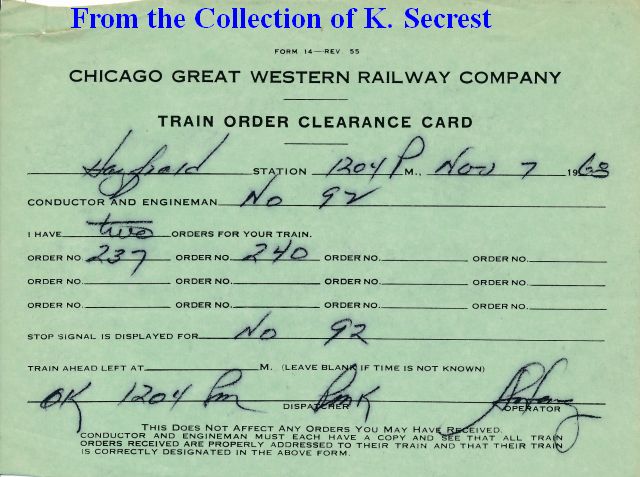 From the Collection of K. Secrest
FORM 14—REV 55
CHICAGO GREAT WESTERN RAILWAY COMPANY
TRAIN ORDER CLEARANCE CARD
Hayfield STATION 1204 P M., Nov 7 1968
CONDUCTOR AND ENGINEMAN No 92
I HAVE two ORDERS FOR YOUR TRAIN.
ORDER NO. 237 ORDER NO. 240 ORDER NO. ORDER NO.
ORDER NO. ORDER NO. ORDER NO. ORDER NO.
ORDER NO. ORDER NO. ORDER NO. ORDER NO.
STOP SIGNAL IS DISPLAYED FOR No 92
TRAIN AHEAD LEFT AT M. (LEAVE BLANK IF TIME IS NOT KNOWN)
OK 1204 Pm DISPATCHER OPERATOR
THIS DOES NOT AFFECT ANY ORDERS YOU MAY HAVE RECEIVED.
CONDUCTOR AND ENGINEMAN MUST EACH HAVE A COPY AND SEE THAT ALL TRAIN
ORDERS RECEIVED ARE PROPERLY ADDRESSED TO THEIR TRAIN AND THAT THEIR TRAIN
IS CORRECTLY DESIGNATED IN THE ABOVE FORM.